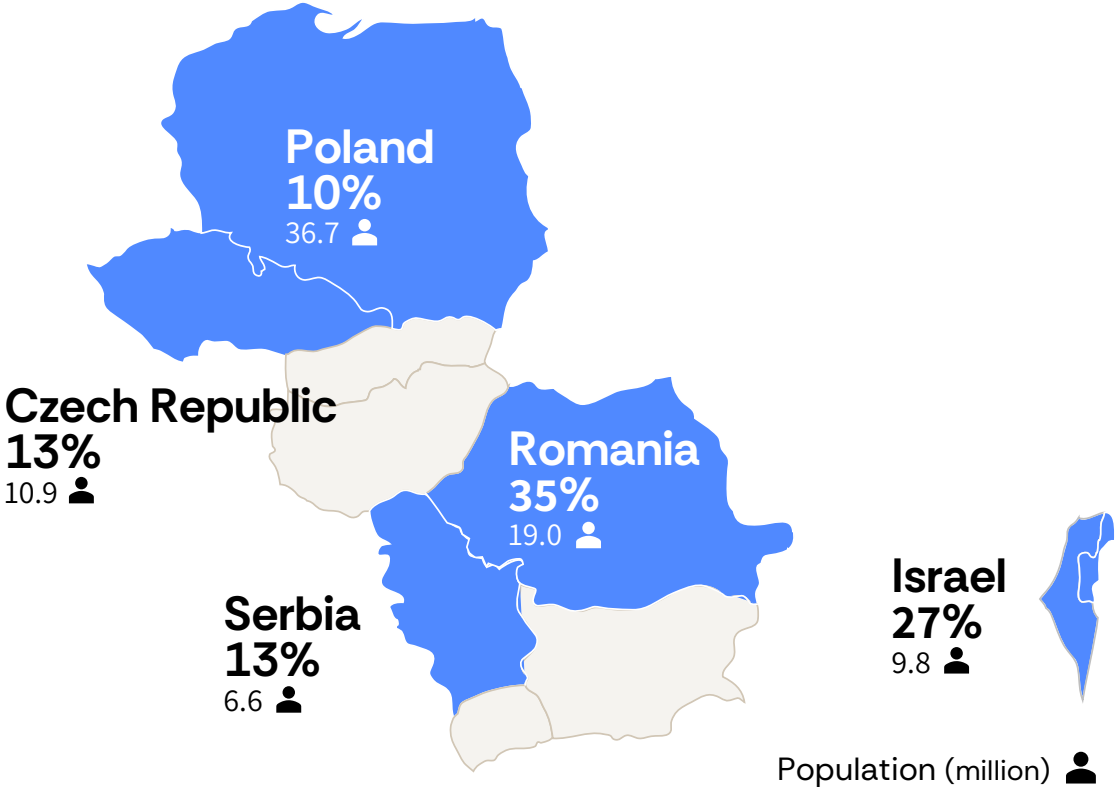 Poland
10%
36.7
Czech Republic
13%
10.9
Romania
35%
19.0
Serbia
13%
6.6
Israel
27%
9.8
Population (million)